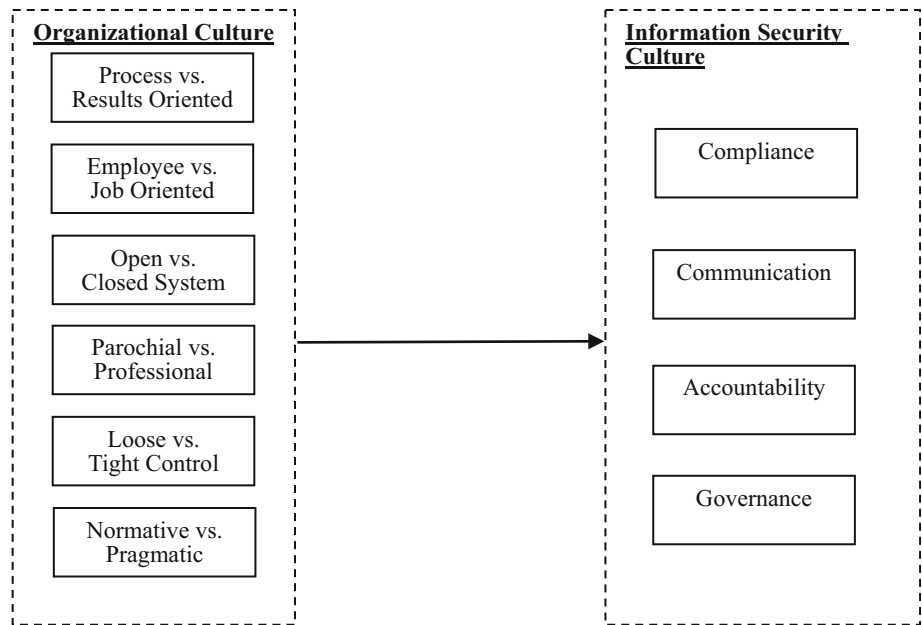 Organizational Culture
Process vs.
Results Oriented
Employee vs.
Job Oriented
Open vs.
Closed System
Parochial vs.
Professional
Loose vs.
Tight Control
Normative vs.
Pragmatic
Information Security
Culture
Compliance
Communication
Accountability
Governance